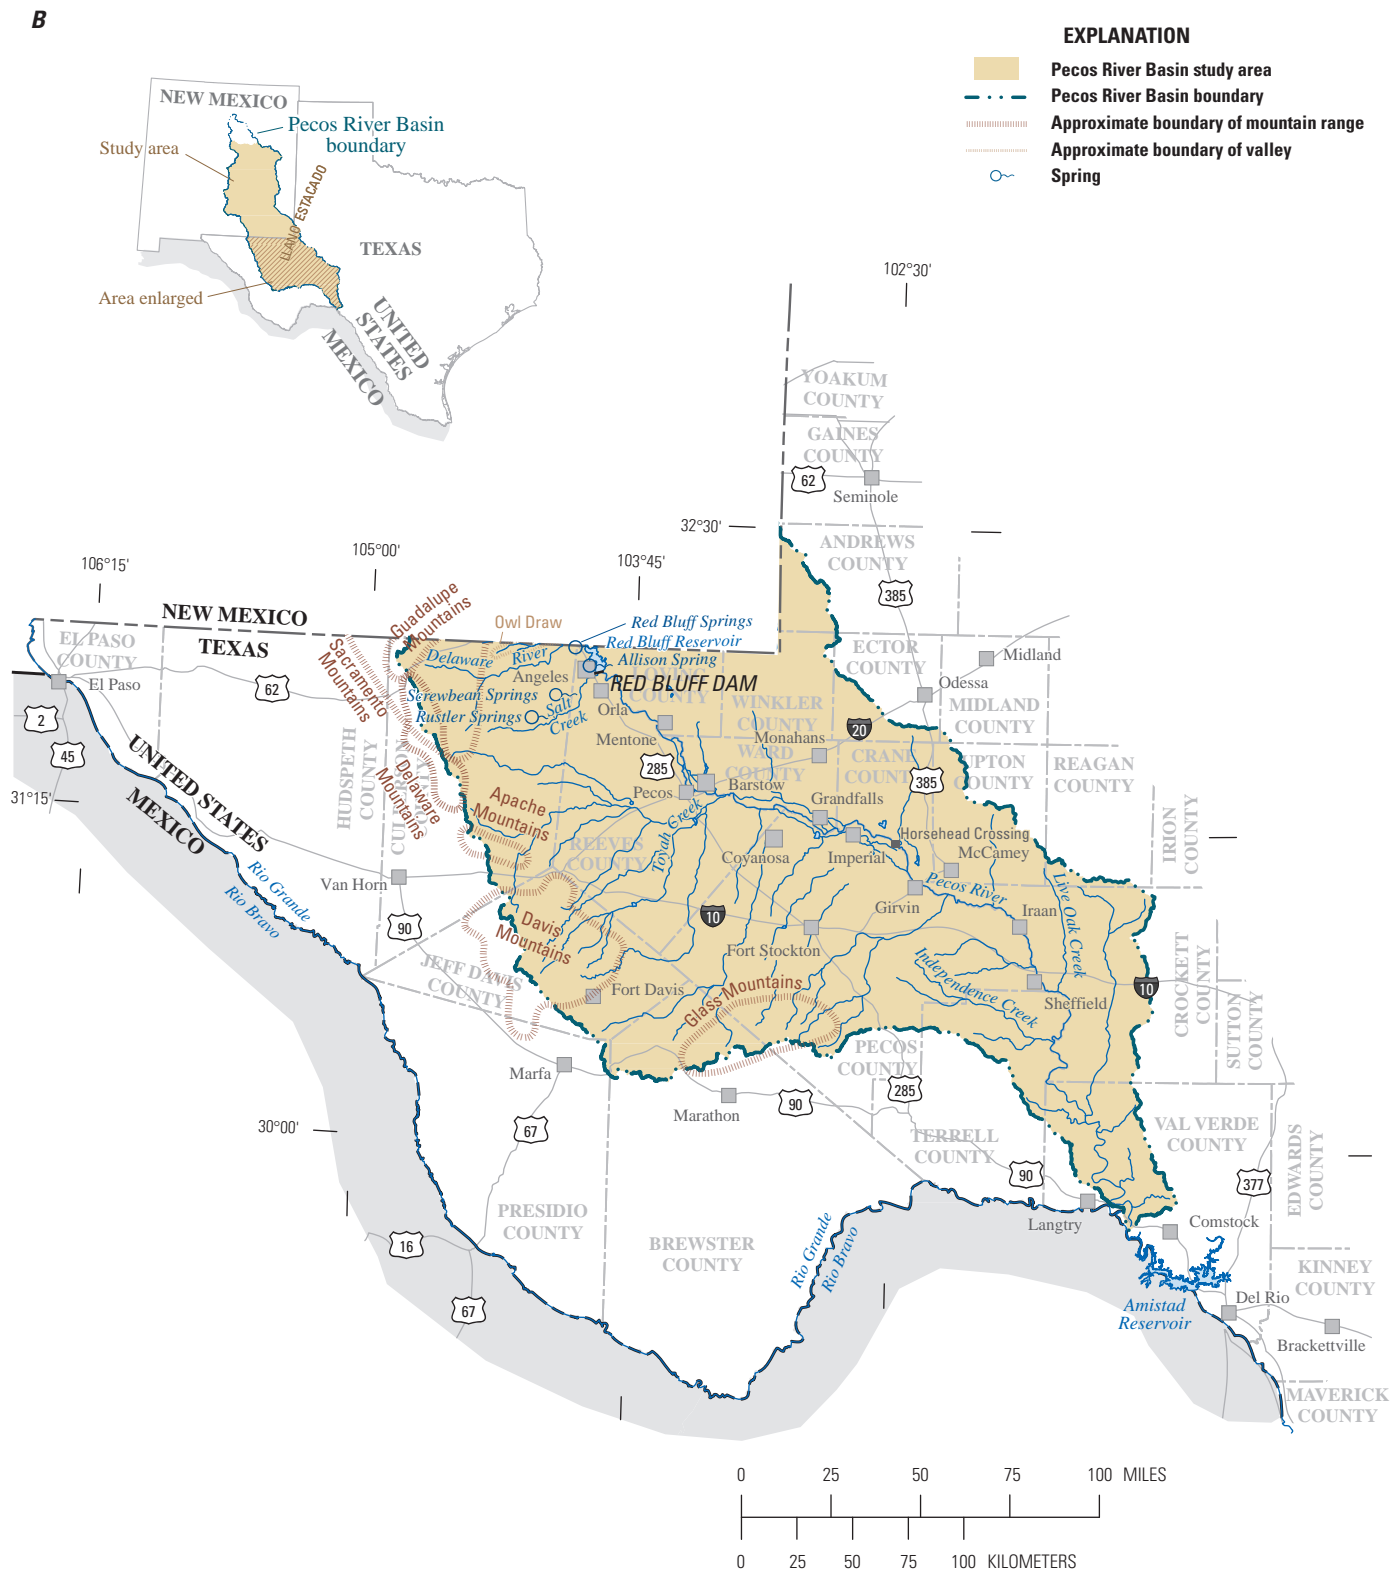 B
EXPLANATION
Pecos River Basin study area
Pecos River Basin boundary
Approximate boundary of mountain range
Approximate boundary of valley
Spring
NEW MEXICO
Pecos River Basin
boundary
Study area
LLANO ESTACADO
TEXAS
Area enlarged
UNITED
STATES
MEXICO
102°30'
YOAKUM
COUNTY
GAINES
COUNTY
62
Seminole
32°30'
ANDREWS
COUNTY
385
106°15'
105°00'
103°45'
NEW MEXICO
TEXAS
EL PASO
COUNTY
El Paso
62
2
45
Sacramento
Mountains
Guadalupe
Mountains
Owl Draw
Red Bluff Springs
Red Bluff Reservoir
Allison Spring
Delaware River
Angeles
RED BLUFF DAM
LOVING
COUNTY
Screwbean Springs
Rustler Springs
Salt
Creek
Orla
Mentone
WINKLER
COUNTY
ECTOR
COUNTY
Midland
Odessa
MIDLAND
COUNTY
20
Monahans
WARD
COUNTY
CRANE
COUNTY
385
UPTON
COUNTY
REAGAN
COUNTY
HUDSPETH
COUNTY
CULBERSON
COUNTY
Delaware
Mountains
285
Pecos
Barstow
31°15'
UNITED STATES
MEXICO
Apache
Mountains
REEVES
COUNTY
Toyah Creek
Grandfalls
Coyanosa
Imperial
Horsehead Crossing
McCamey
IRION
COUNTY
Van Horn
90
Rio Grande
Rio Bravo
Davis
Mountains
10
Girvin
Pecos River
Iraan
Live Oak Creek
Fort Stockton
Independence Creek
Sheffield
10
CROCKETT
COUNTY
SUTTON
COUNTY
JEFF DAVIS
COUNTY
Fort Davis
Glass Mountains
PECOS
COUNTY
285
Marfa
Marathon
90
67
30°00'
TERRELL
COUNTY
90
VAL VERDE
COUNTY
377
EDWARDS
COUNTY
Langtry
Comstock
PRESIDIO
COUNTY
16
67
BREWSTER
COUNTY
Rio Grande
Rio Bravo
KINNEY
COUNTY
Amistad
Reservoir
Del Rio
Brackettville
MAVERICK
COUNTY
0 25 50 75 100 MILES
0 25 50 75 100 KILOMETERS